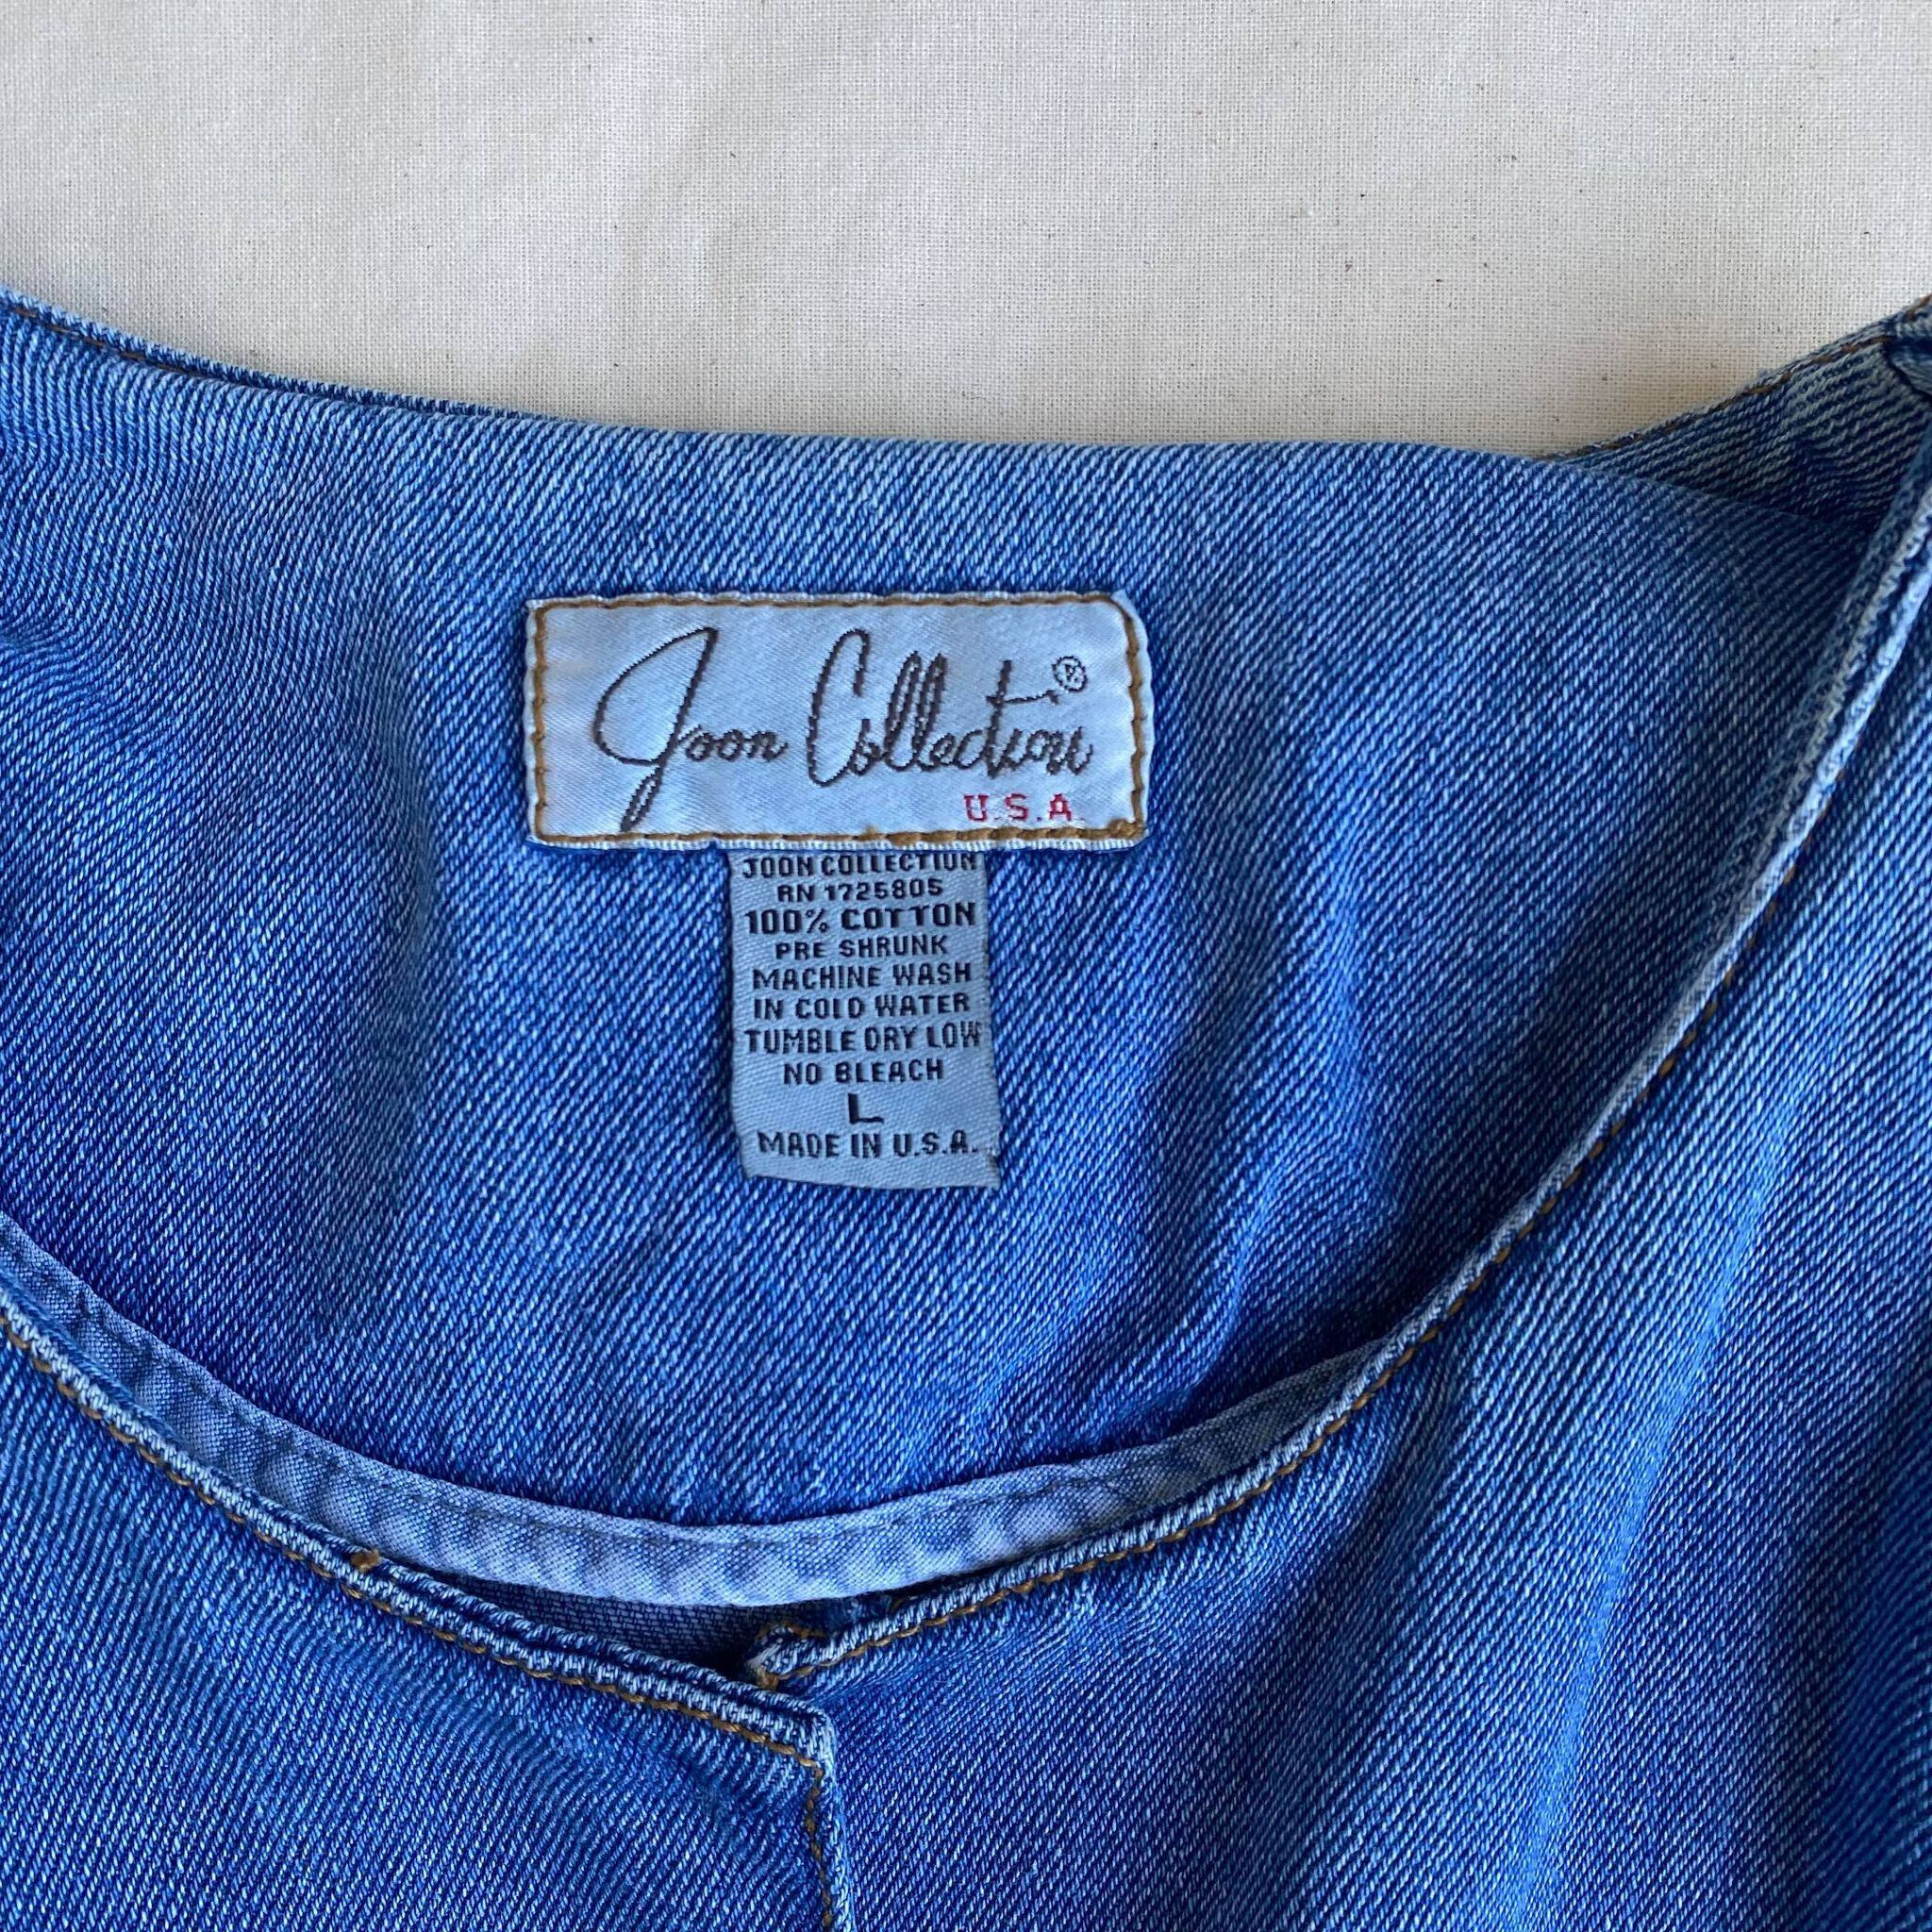 Joon Collection®
U.S.A.
JOON COLLECTION
RN 172580S
100% COTTON
PRE SHRUNK
MACHINE WASH
IN COLD WATER
TUMBLE DRY LOW
NO BLEACH
L
MADE IN U.S.A.